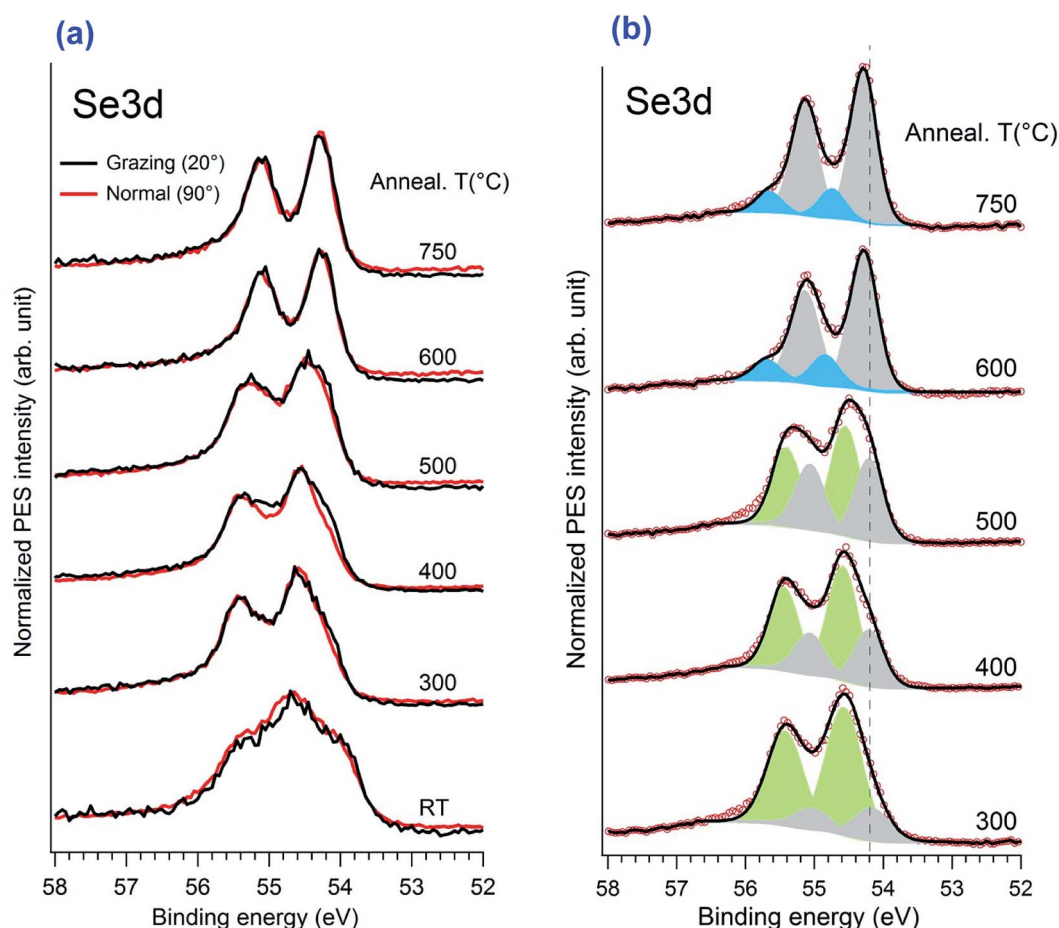 (a)
Se3d
Grazing (20°)
Normal (90°)
Anneal. T(°C)
750
600
500
400
300
RT
Normalized PES intensity (arb. unit)
58 57 56 55 54 53 52
Binding energy (eV)
(b)
Se3d
Anneal. T(°C)
750
600
500
400
300
Normalized PES intensity (arb. unit)
58 57 56 55 54 53 52
Binding energy (eV)